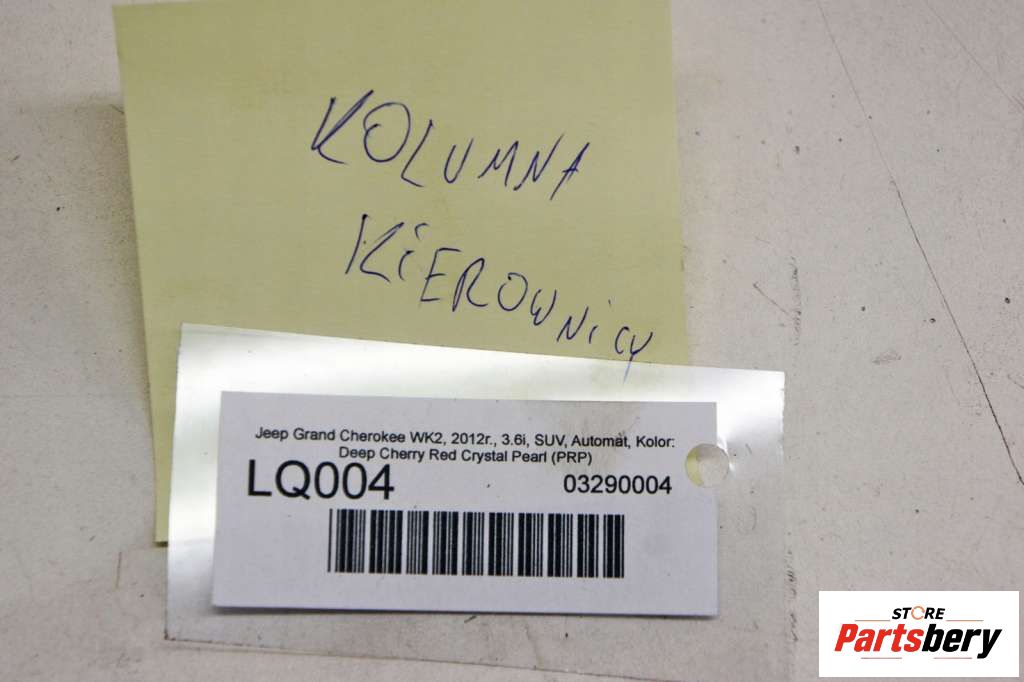 KOLUMNA
KiEROWNiCY
Jeep Grand Cherokee WK2, 2012r., 3.6i, SUV, Automat, Kolor:
Deep Cherry Red Crystal Pearl (PRP)
LQ004 03290004
STORE
Partsbery